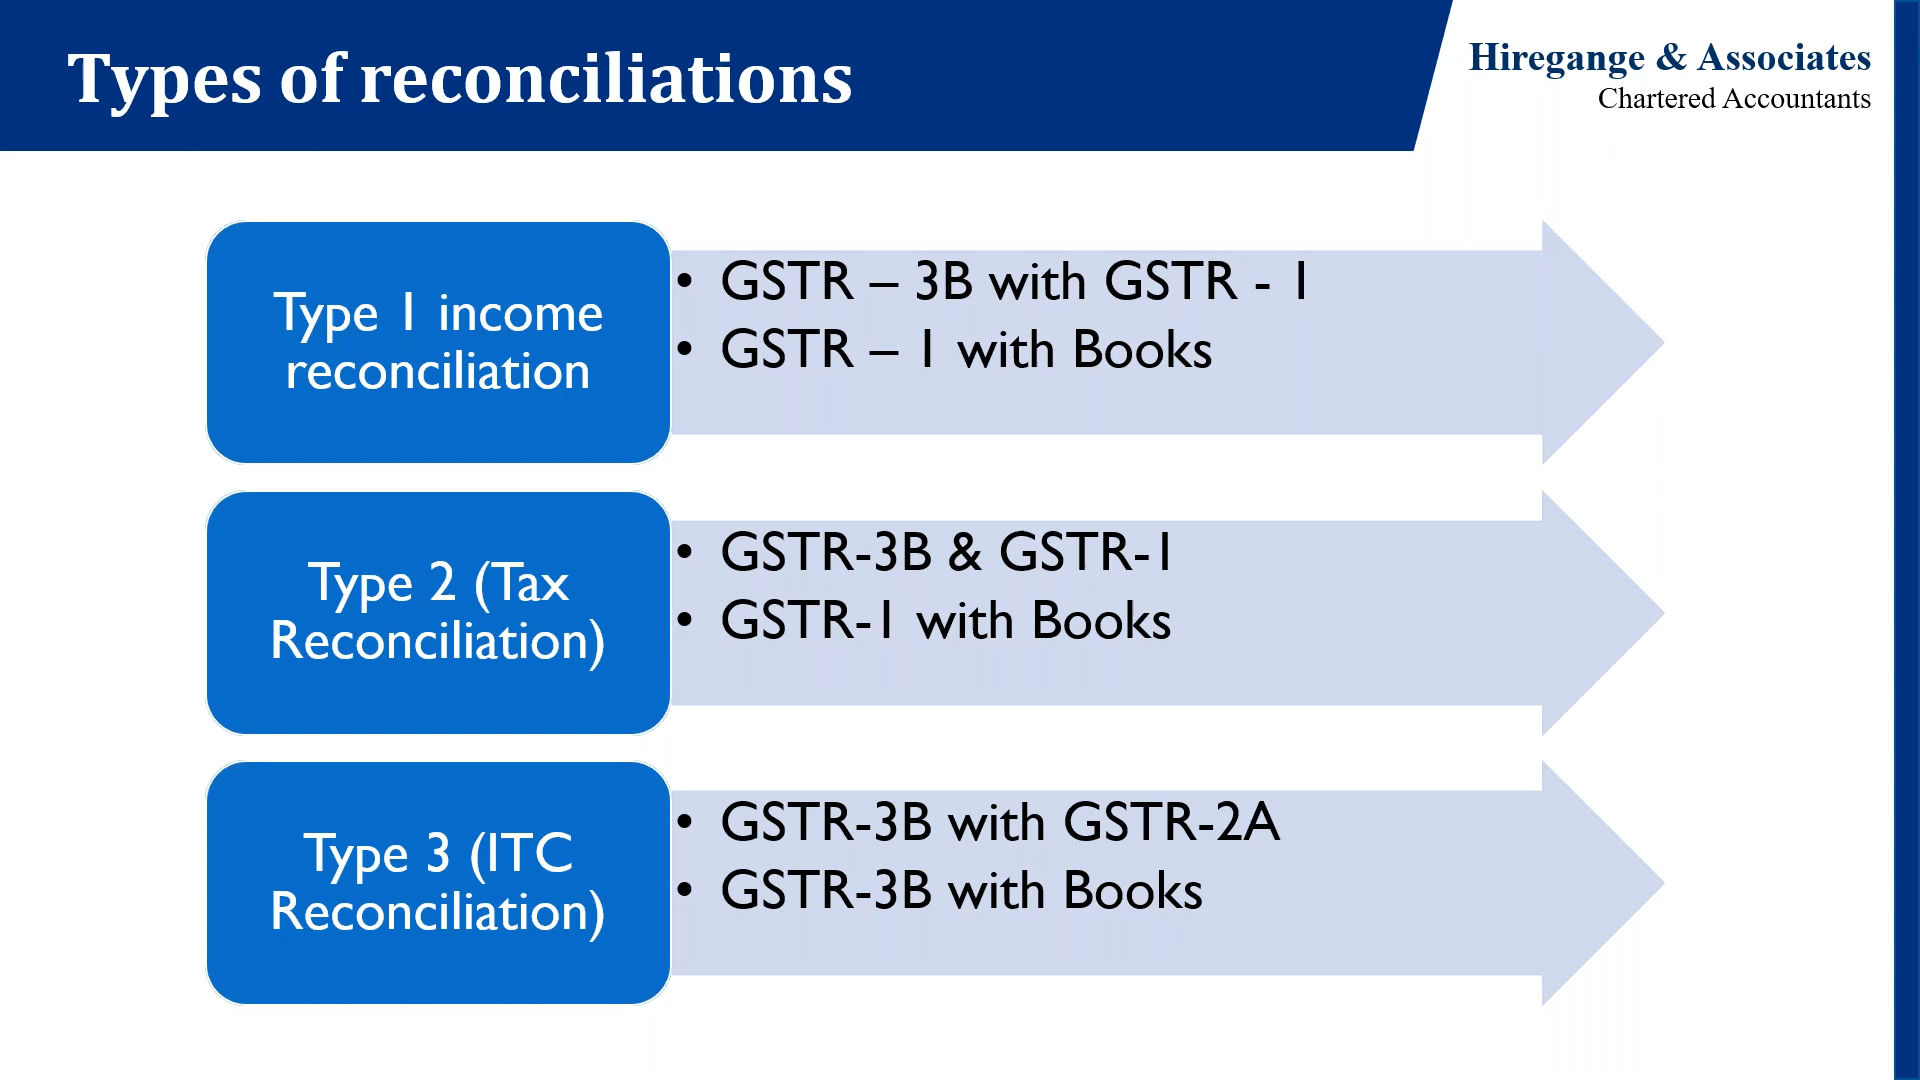 Types of reconciliations
Hiregange & Associates
Chartered Accountants
Type 1 income
reconciliation
• GSTR – 3B with GSTR - 1
• GSTR – 1 with Books
Type 2 (Tax
Reconciliation)
• GSTR-3B & GSTR-1
• GSTR-1 with Books
Type 3 (ITC
Reconciliation)
• GSTR-3B with GSTR-2A
• GSTR-3B with Books